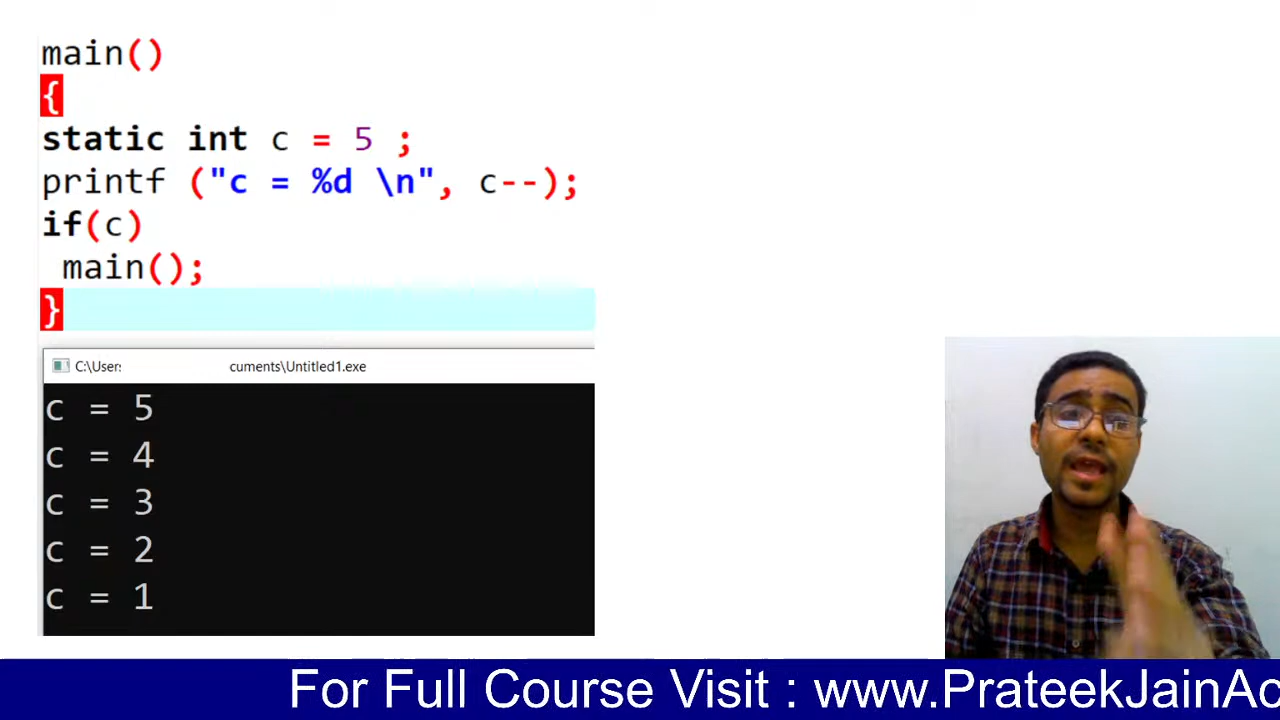 main()
{
static int c = 5 ;
printf ("c = %d \n", c--);
if(c)
main();
}
C:\User: cuments\Untitled1.exe
c = 5
c = 4
c = 3
c = 2
c = 1
For Full Course Visit : www.PrateekJainAc